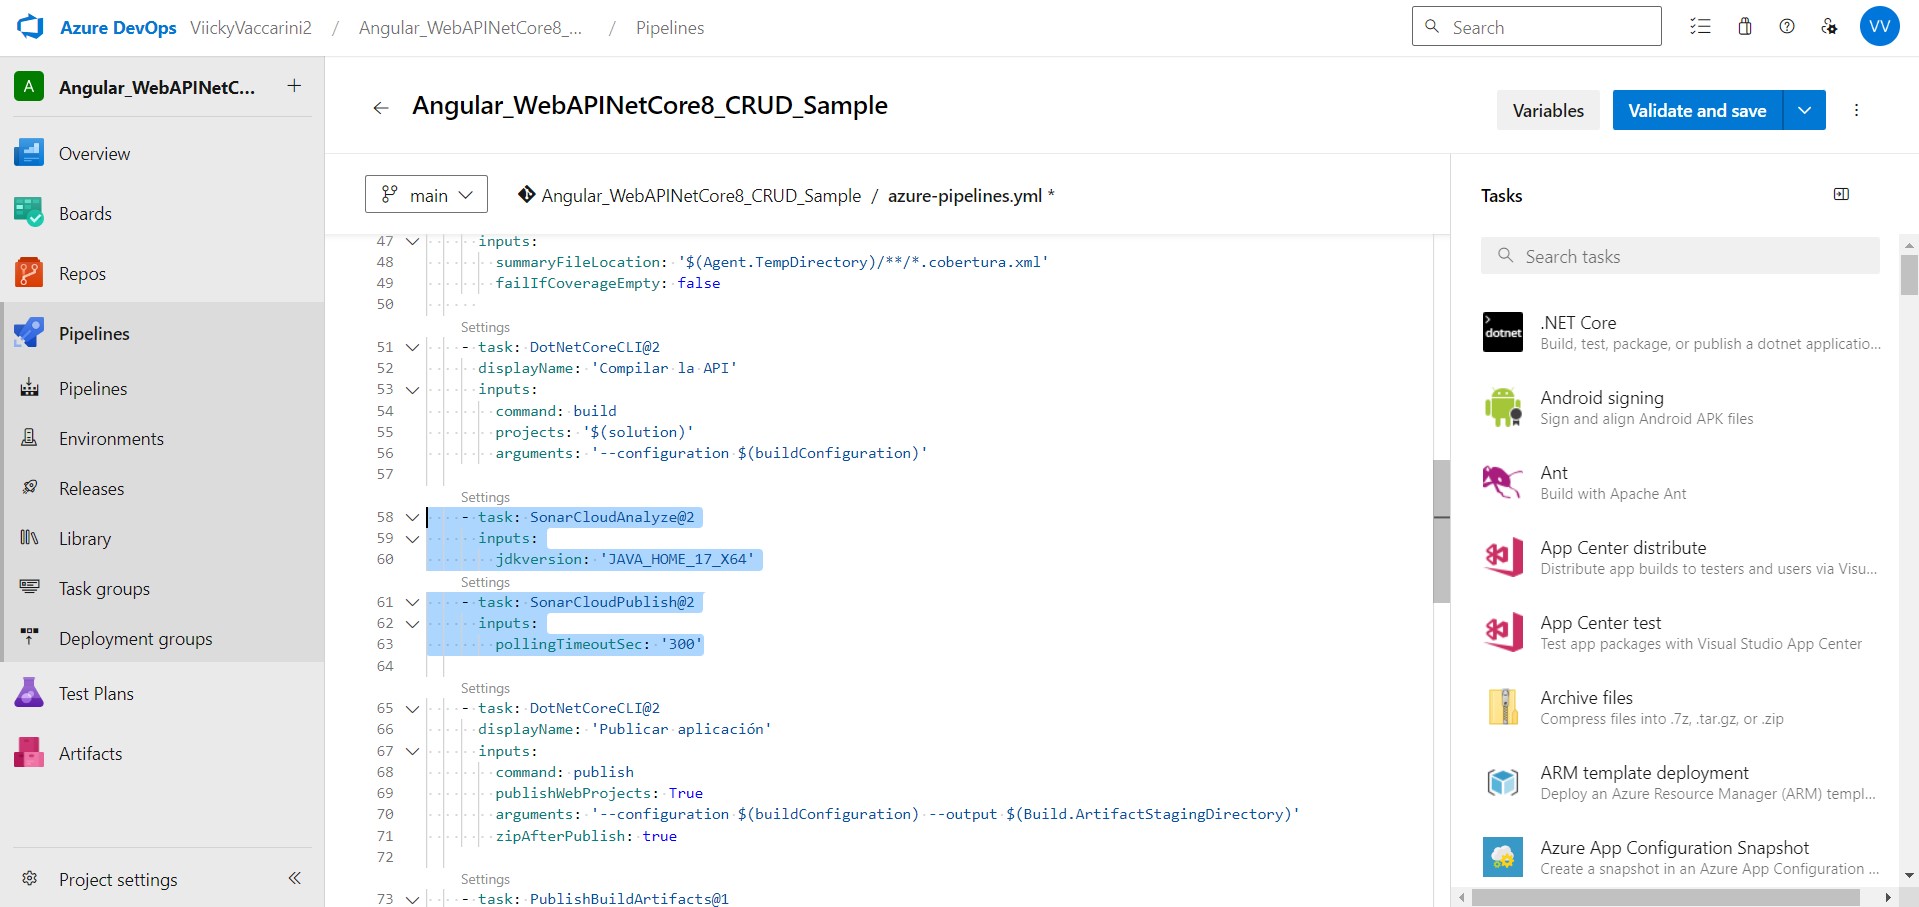 Azure DevOps ViickyVaccarini2 / Angular_WebAPINetCore8_... / Pipelines
Search
VV
A Angular_WebAPINetC... +
Overview
Boards
Repos
Pipelines
Pipelines
Environments
Releases
Library
Task groups
Deployment groups
Test Plans
Artifacts
Project settings
Angular_WebAPINetCore8_CRUD_Sample
Variables
Validate and save
main
Angular_WebAPINetCore8_CRUD_Sample / azure-pipelines.yml *
47 inputs:
48 summaryFileLocation: '$(Agent.TempDirectory)/**/*.cobertura.xml'
49 failIfCoverageEmpty: false
50
Settings
51 - task: DotNetCoreCLI@2
52 displayName: 'Compilar la API'
53 inputs:
54 command: build
55 projects: '$(solution)'
56 arguments: '--configuration $(buildConfiguration)'
57
Settings
58 - task: SonarCloudAnalyze@2
59 inputs:
60 jdkversion: 'JAVA_HOME_17_X64'
Settings
61 - task: SonarCloudPublish@2
62 inputs:
63 pollingTimeoutSec: '300'
64
Settings
65 - task: DotNetCoreCLI@2
66 displayName: 'Publicar aplicación'
67 inputs:
68 command: publish
69 publishWebProjects: True
70 arguments: '--configuration $(buildConfiguration) --output $(Build.ArtifactStagingDirectory)'
71 zipAfterPublish: true
72
Settings
73 - task: PublishBuildArtifacts@1
Tasks
Search tasks
dotnet
.NET Core
Build, test, package, or publish a dotnet applicatio...
Android signing
Sign and align Android APK files
Ant
Build with Apache Ant
App Center distribute
Distribute app builds to testers and users via Visu...
App Center test
Test app packages with Visual Studio App Center
Archive files
Compress files into .7z, .tar.gz, or .zip
ARM template deployment
Deploy an Azure Resource Manager (ARM) templ...
Azure App Configuration Snapshot
Create a snapshot in an Azure App Configuration ...